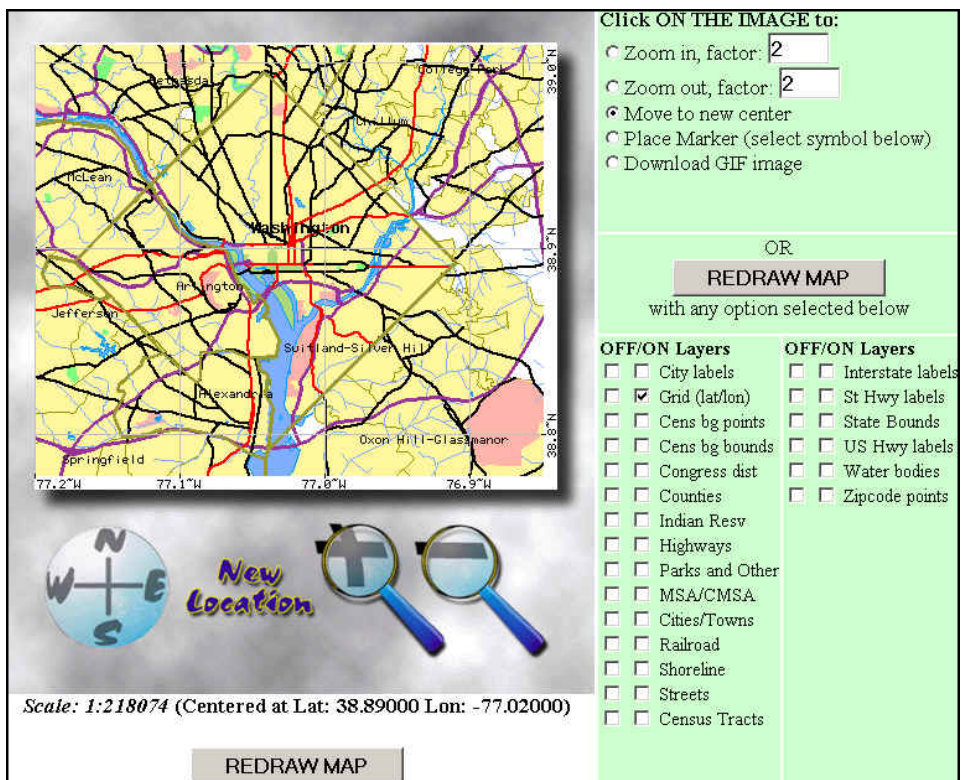 Bethesda
College Park
39.0°N
Chillum
McLean
Washington
38.9°N
Arlington
Jefferson
Suitland-Silver Hill
Alexandria
Oxon Hill-Glassmanor
38.8°N
Springfield
77.2°W 77.1°W 77.0°W 76.9°W
N
W E
S
New
Location
Scale: 1:218074 (Centered at Lat: 38.89000 Lon: -77.02000)
REDRAW MAP
Click ON THE IMAGE to:
Zoom in, factor: 2
Zoom out, factor: 2
Move to new center
Place Marker (select symbol below)
Download GIF image
OR
REDRAW MAP
with any option selected below
OFF/ON Layers
City labels
Grid (lat/lon)
Cens bg points
Cens bg bounds
Congress dist
Counties
Indian Resv
Highways
Parks and Other
MSA/CMSA
Cities/Towns
Railroad
Shoreline
Streets
Census Tracts
OFF/ON Layers
Interstate labels
St Hwy labels
State Bounds
US Hwy labels
Water bodies
Zipcode points